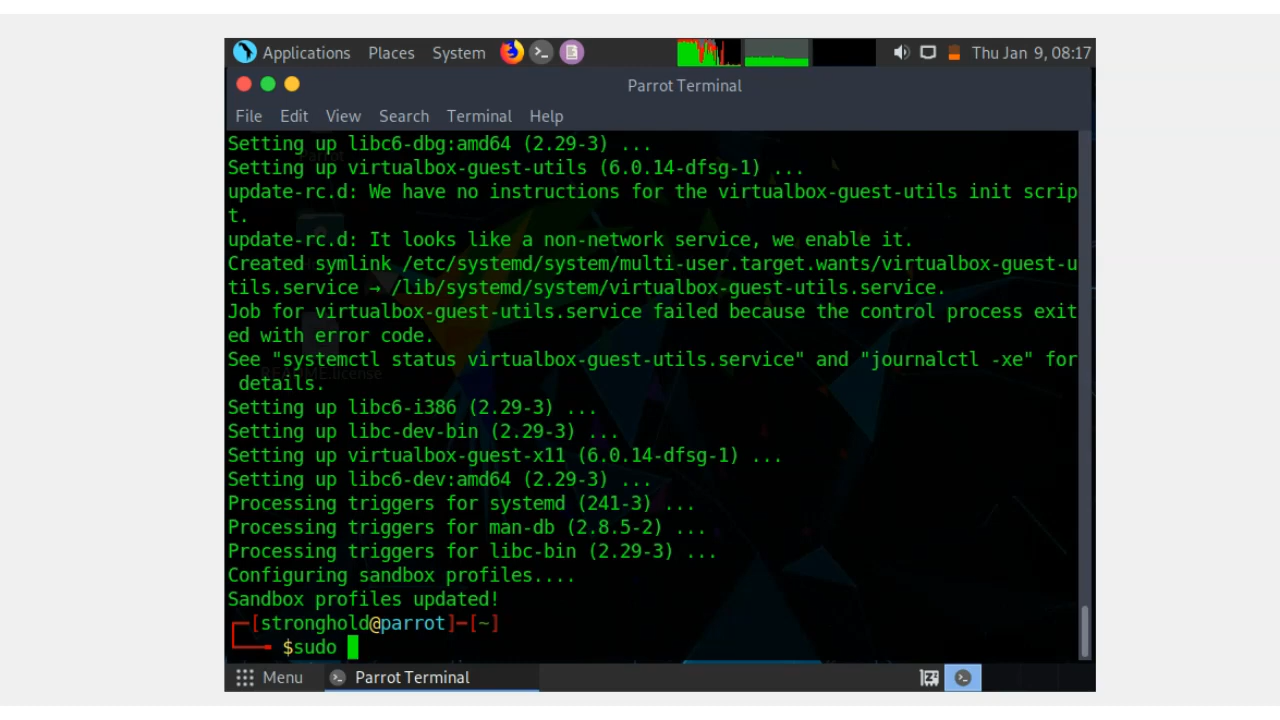 Applications Places System Thu Jan 9, 08:17
Parrot Terminal
File Edit View Search Terminal Help
Setting up libc6-dbg:amd64 (2.29-3) ...
Setting up virtualbox-guest-utils (6.0.14-dfsg-1) ...
update-rc.d: We have no instructions for the virtualbox-guest-utils init scrip
t.
update-rc.d: It looks like a non-network service, we enable it.
Created symlink /etc/systemd/system/multi-user.target.wants/virtualbox-guest-u
tils.service → /lib/systemd/system/virtualbox-guest-utils.service.
Job for virtualbox-guest-utils.service failed because the control process exit
ed with error code.
See "systemctl status virtualbox-guest-utils.service" and "journalctl -xe" for
 details.
README.license
Setting up libc6-i386 (2.29-3) ...
Setting up libc-dev-bin (2.29-3) ...
Setting up virtualbox-guest-x11 (6.0.14-dfsg-1) ...
Setting up libc6-dev:amd64 (2.29-3) ...
Processing triggers for systemd (241-3) ...
Processing triggers for man-db (2.8.5-2) ...
Processing triggers for libc-bin (2.29-3) ...
Configuring sandbox profiles....
Sandbox profiles updated!
┌─[stronghold@parrot]─[~]
└──╼ $sudo
Menu Parrot Terminal